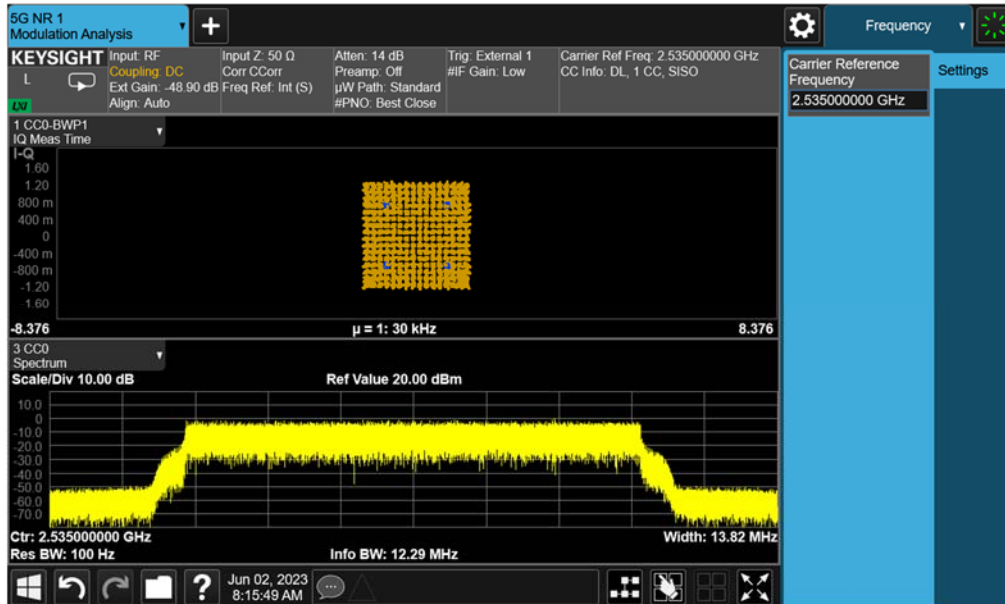 5G NR 1
Modulation Analysis
Frequency
KEYSIGHT
L
LXI
Input: RF
Coupling: DC
Ext Gain: -48.90 dB
Align: Auto
Input Z: 50 Ω
Corr CCorr
Freq Ref: Int (S)
Atten: 14 dB
Preamp: Off
µW Path: Standard
#PNO: Best Close
Trig: External 1
#IF Gain: Low
Carrier Ref Freq: 2.535000000 GHz
CC Info: DL, 1 CC, SISO
Carrier Reference
Frequency
2.535000000 GHz
Settings
1 CC0-BWP1
IQ Meas Time
I-Q
1.60
1.20
800 m
400 m
0
-400 m
-800 m
-1.20
-1.60
-8.376
µ = 1: 30 kHz
8.376
3 CC0
Spectrum
Scale/Div 10.00 dB
Ref Value 20.00 dBm
10.0
0
-10.0
-20.0
-30.0
-40.0
-50.0
-60.0
-70.0
Ctr: 2.535000000 GHz
Width: 13.82 MHz
Res BW: 100 Hz
Info BW: 12.29 MHz
?
Jun 02, 2023
8:15:49 AM